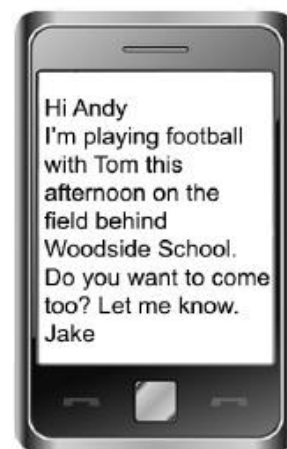 Hi Andy
I'm playing football
with Tom this
afternoon on the
field behind
Woodside School.
Do you want to come
too? Let me know.
Jake